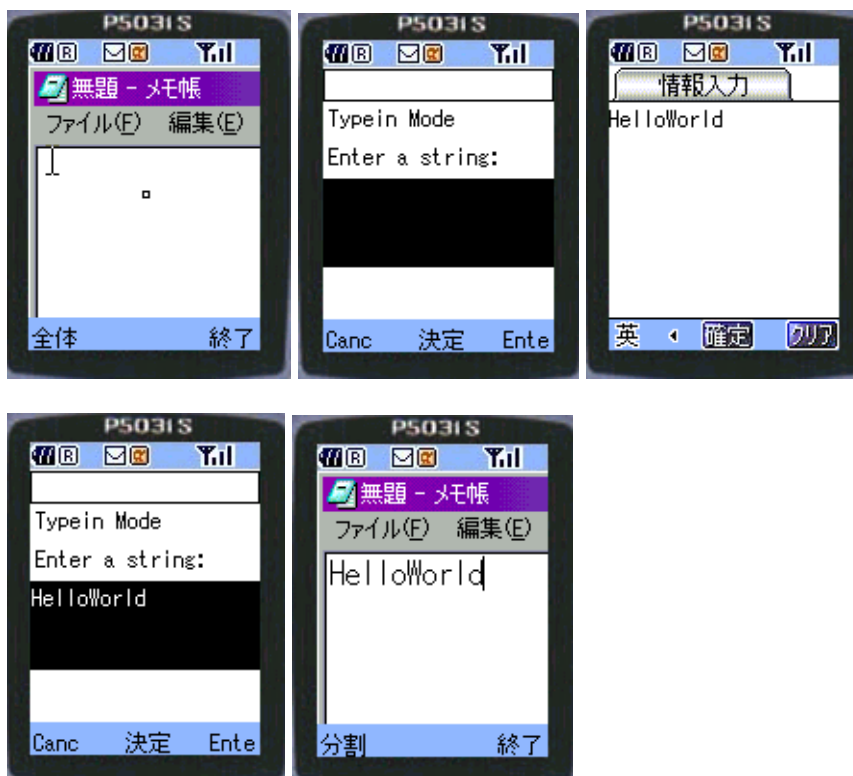 P503iS
R
無題 - メモ帳
ファイル(F) 編集(E)
全体 終了
P503iS
R
Typein Mode
Enter a string:
Canc 決定 Ente
P503iS
R
情報入力
HelloWorld
英 確定 クリア
P503iS
R
Typein Mode
Enter a string:
HelloWorld
Canc 決定 Ente
P503iS
R
無題 - メモ帳
ファイル(F) 編集(E)
HelloWorld
分割 終了